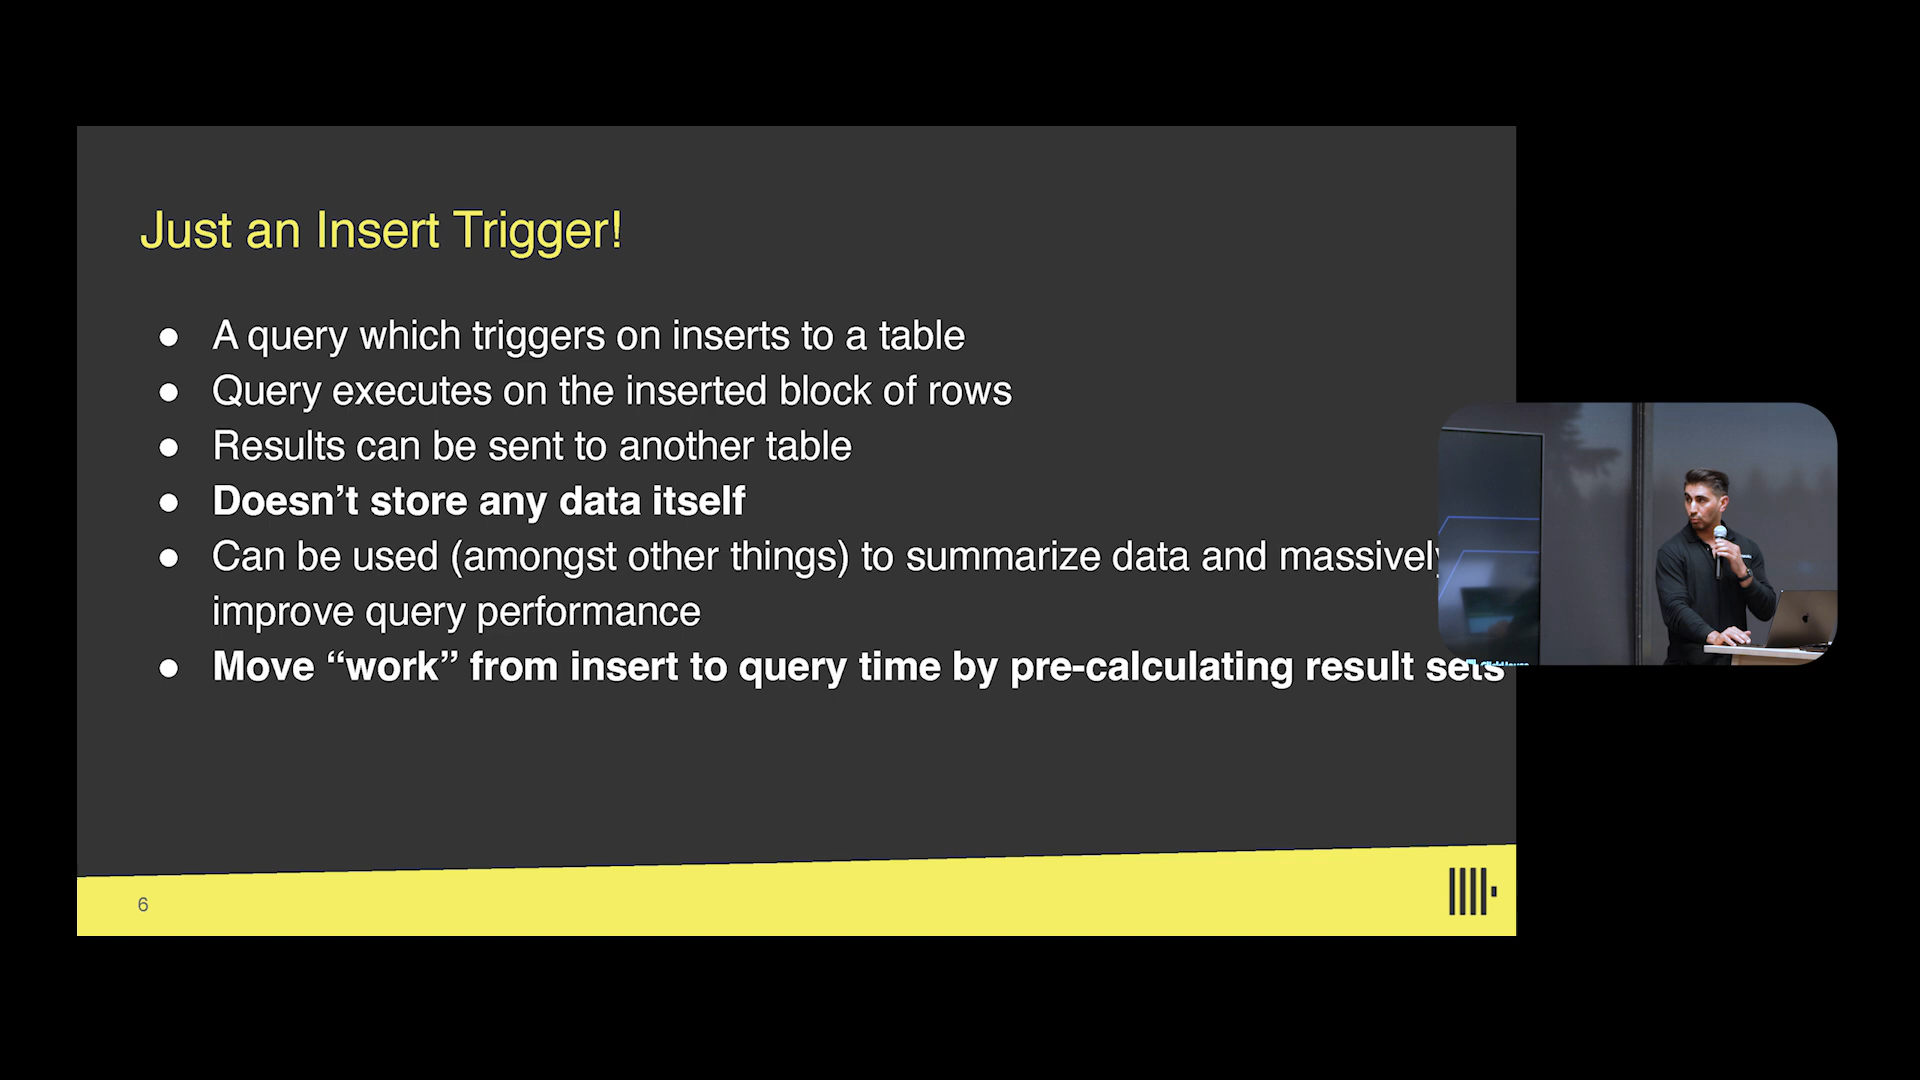 Just an Insert Trigger!
● A query which triggers on inserts to a table
● Query executes on the inserted block of rows
● Results can be sent to another table
● Doesn’t store any data itself
● Can be used (amongst other things) to summarize data and massively
improve query performance
● Move “work” from insert to query time by pre-calculating result sets
6